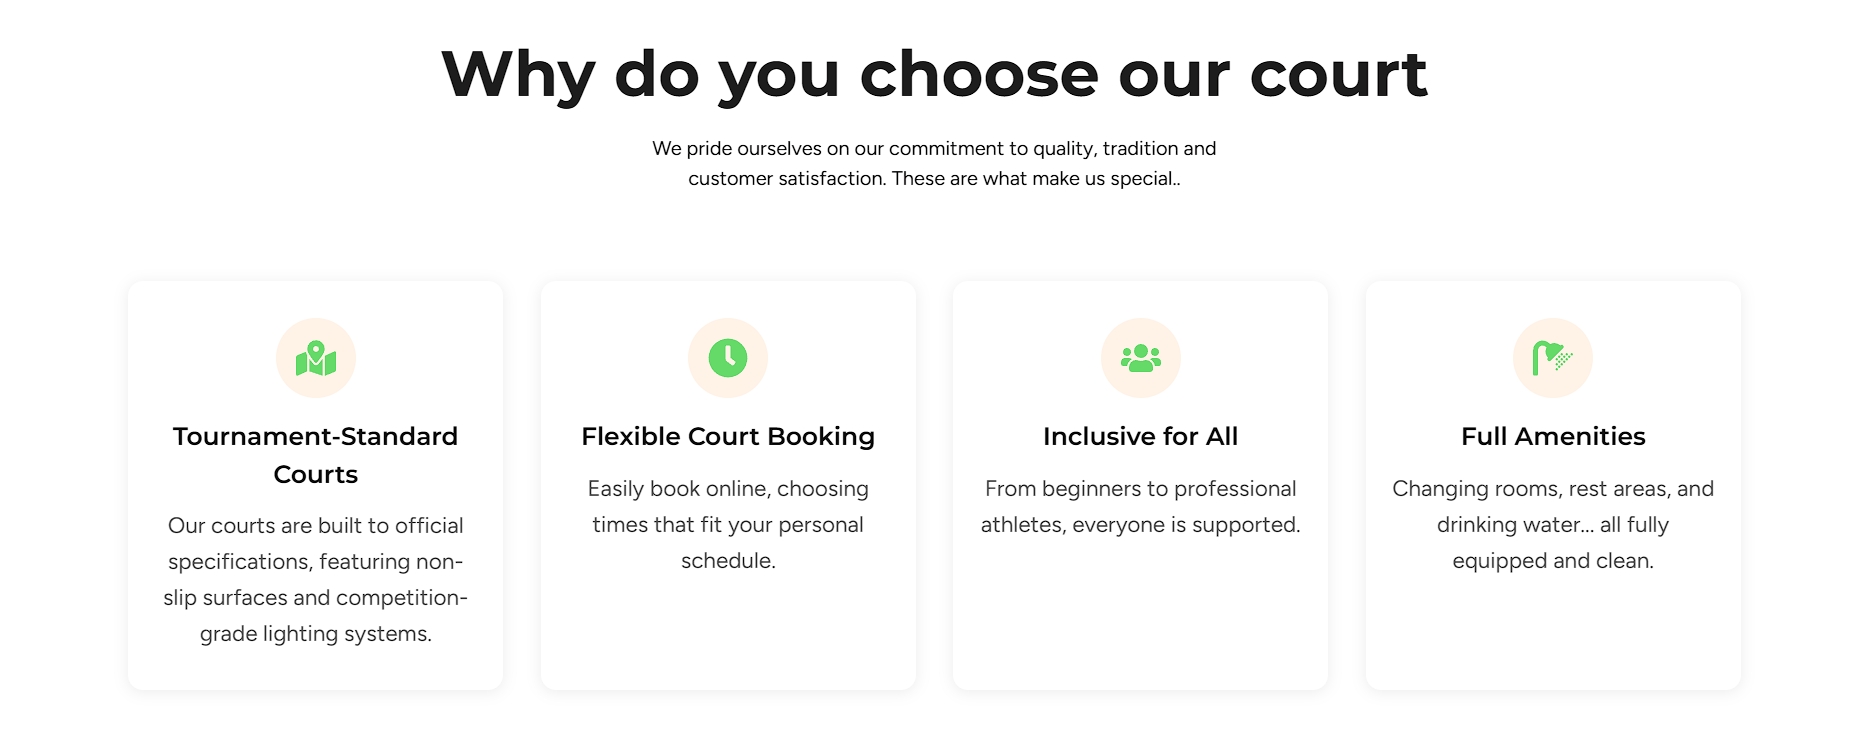 Why do you choose our court
We pride ourselves on our commitment to quality, tradition and
customer satisfaction. These are what make us special..
Tournament-Standard
Courts
Our courts are built to official
specifications, featuring non-
slip surfaces and competition-
grade lighting systems.
Flexible Court Booking
Easily book online, choosing
times that fit your personal
schedule.
Inclusive for All
From beginners to professional
athletes, everyone is supported.
Full Amenities
Changing rooms, rest areas, and
drinking water... all fully
equipped and clean.